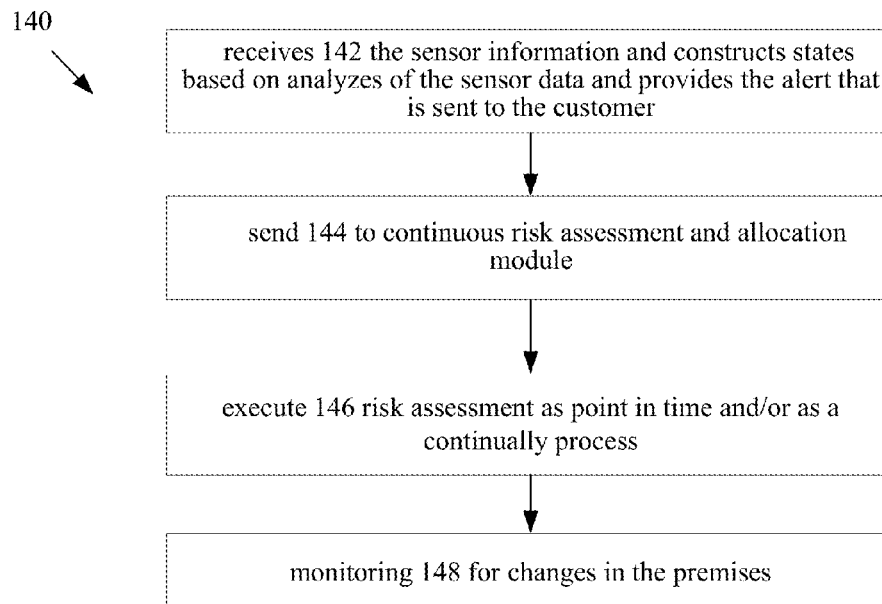 140
receives 142 the sensor information and constructs states
based on analyzes of the sensor data and provides the alert that
is sent to the customer
send 144 to continuous risk assessment and allocation
module
execute 146 risk assessment as point in time and/or as a
continually process
monitoring 148 for changes in the premises